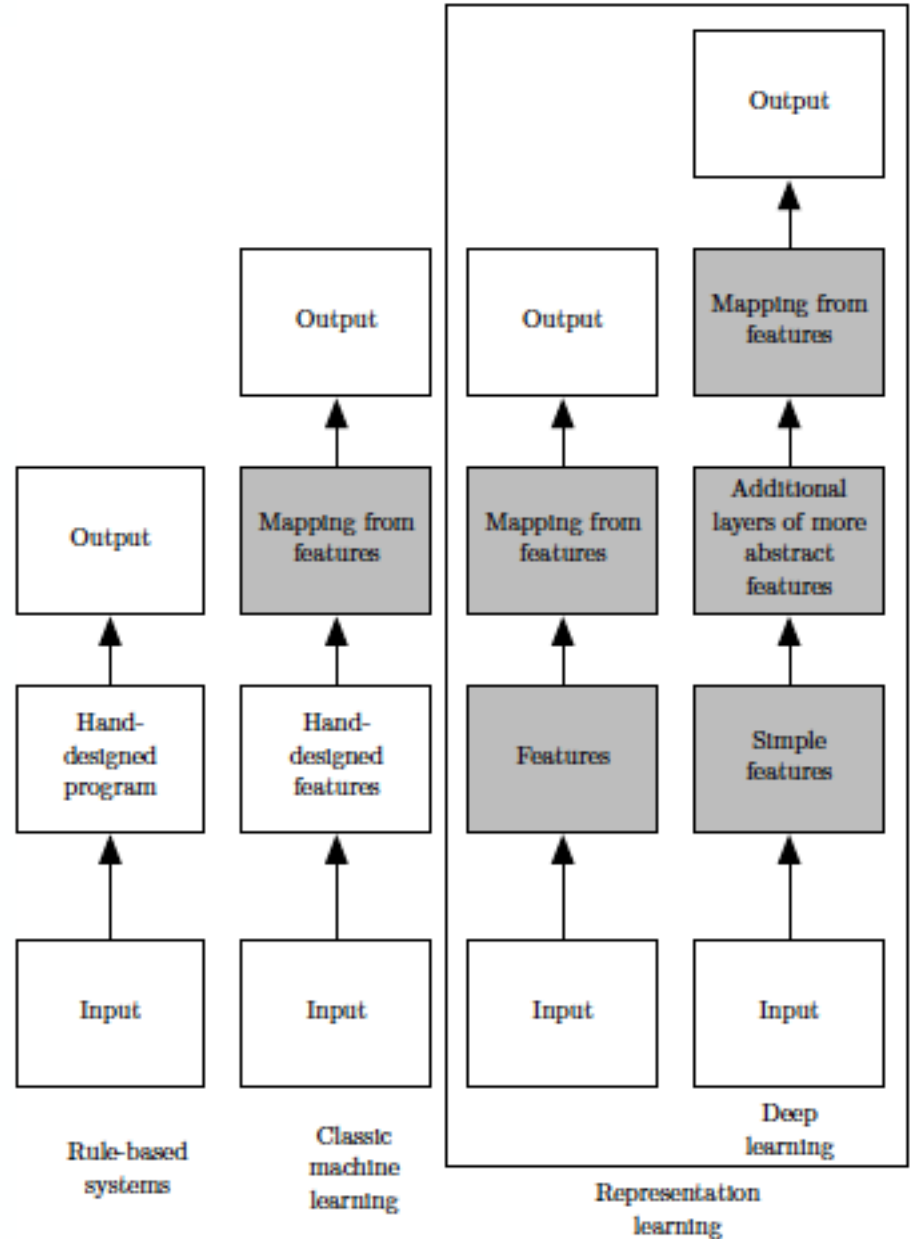 Output
Output
Output
Mapping from
features
Output
Mapping from
features
Mapping from
features
Additional
layers of more
abstract
features
Hand-
designed
program
Hand-
designed
features
Features
Simple
features
Input
Input
Input
Input
Rule-based
systems
Classic
machine
learning
Deep
learning
Representation
learning